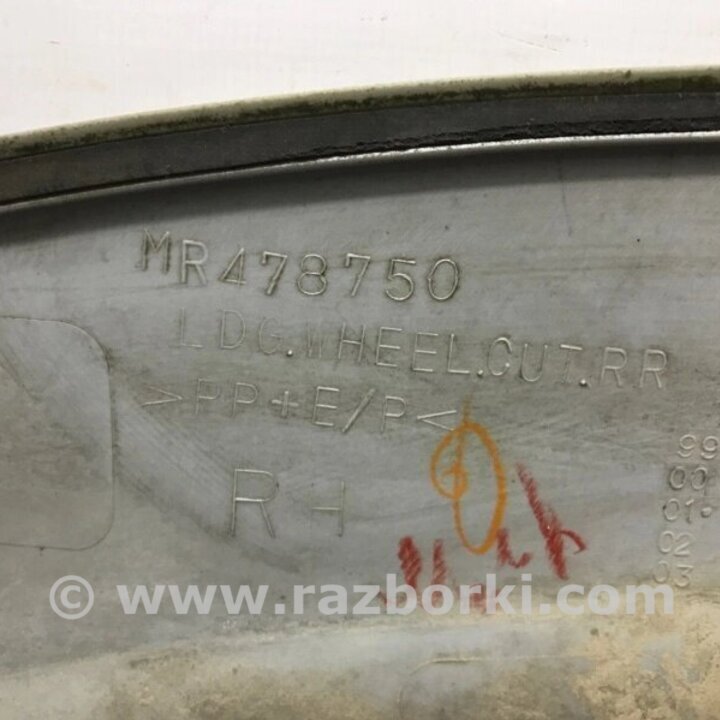 MR478750
LDG.WHEEL.CUT.RR
>PP+E/P<
RH
99
00
01•
02
03
© www.razborki.com